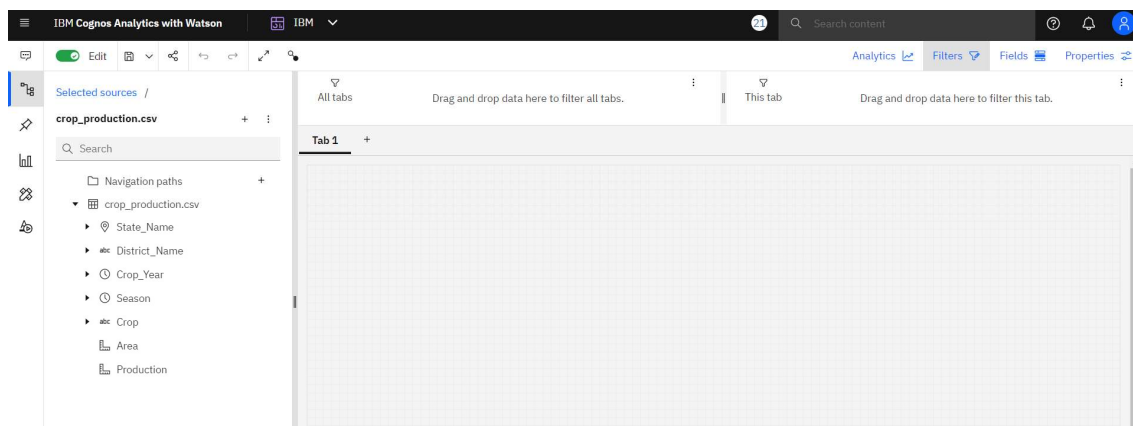 IBM Cognos Analytics with Watson
IBM
21
Search content
Edit
Analytics
Filters
Fields
Properties
Selected sources /
crop_production.csv
Search
Navigation paths
crop_production.csv
State_Name
abc District_Name
Crop_Year
Season
abc Crop
Area
Production
All tabs
Drag and drop data here to filter all tabs.
This tab
Drag and drop data here to filter this tab.
Tab 1